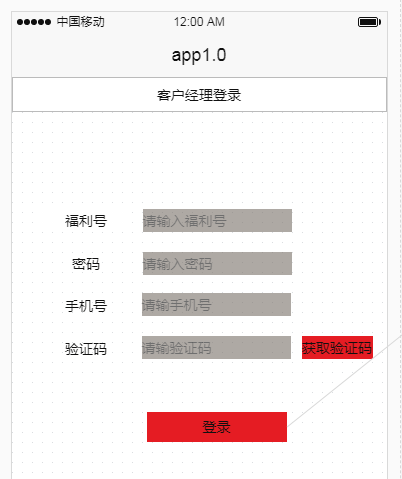 中国移动 12:00 AM
app1.0
客户经理登录
福利号 请输入福利号
密码 请输入密码
手机号 请输手机号
验证码 请输验证码 获取验证码
登录